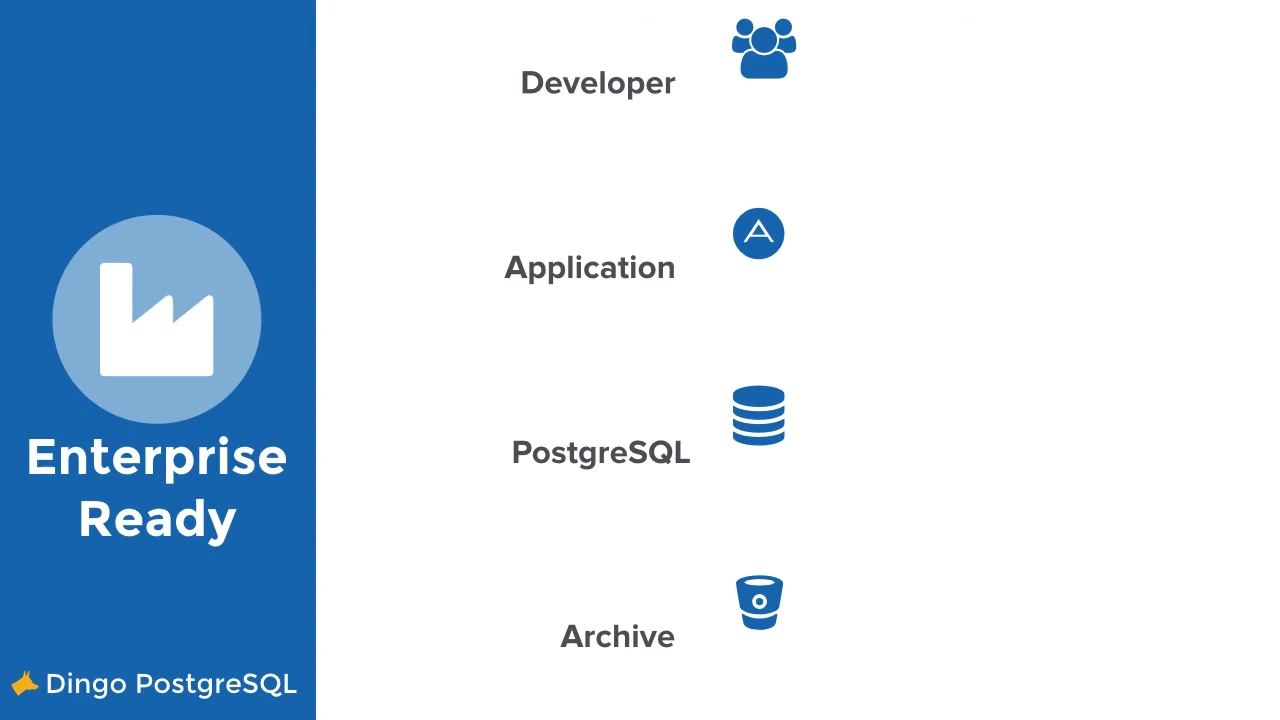 Developer
Application
Enterprise
Ready
PostgreSQL
Archive
Dingo PostgreSQL